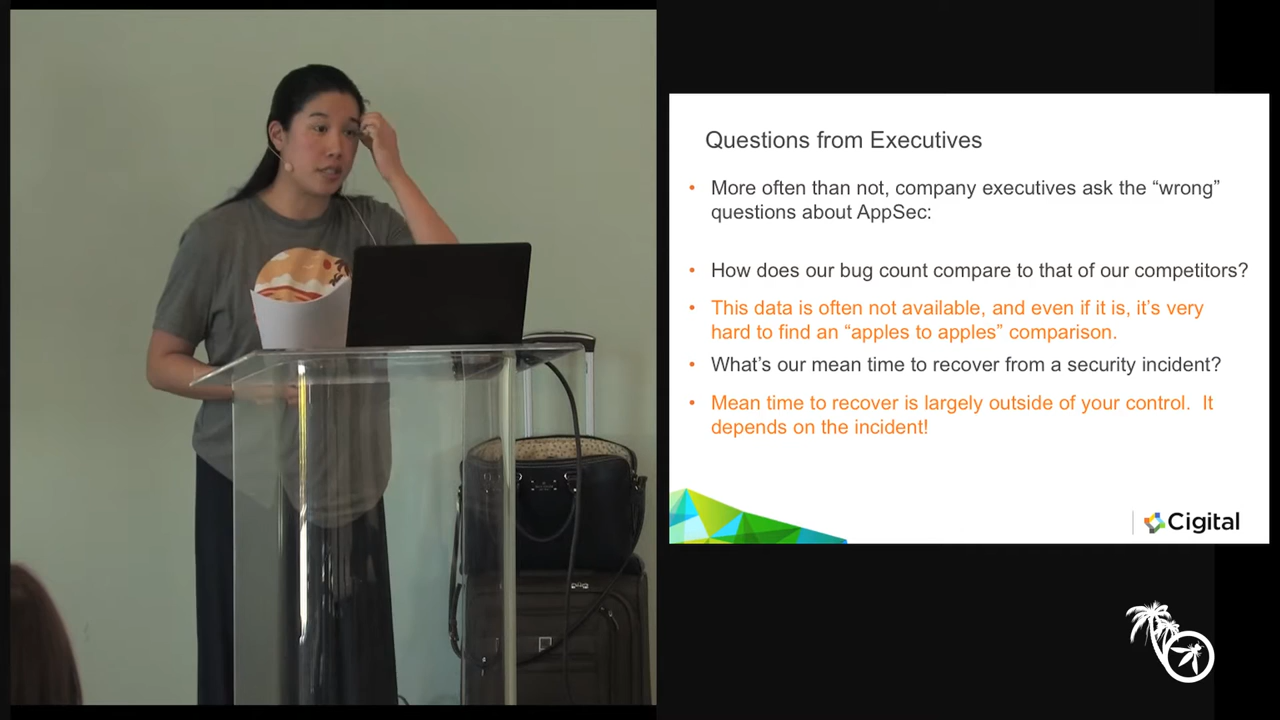 Questions from Executives
• More often than not, company executives ask the “wrong”
questions about AppSec:
• How does our bug count compare to that of our competitors?
• This data is often not available, and even if it is, it’s very
hard to find an “apples to apples” comparison.
• What’s our mean time to recover from a security incident?
• Mean time to recover is largely outside of your control.  It
depends on the incident!
Cigital